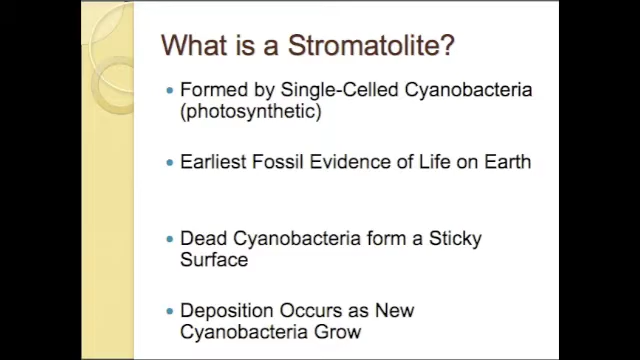 What is a Stromatolite?
Formed by Single-Celled Cyanobacteria
(photosynthetic)
Earliest Fossil Evidence of Life on Earth
Dead Cyanobacteria form a Sticky
Surface
Deposition Occurs as New
Cyanobacteria Grow